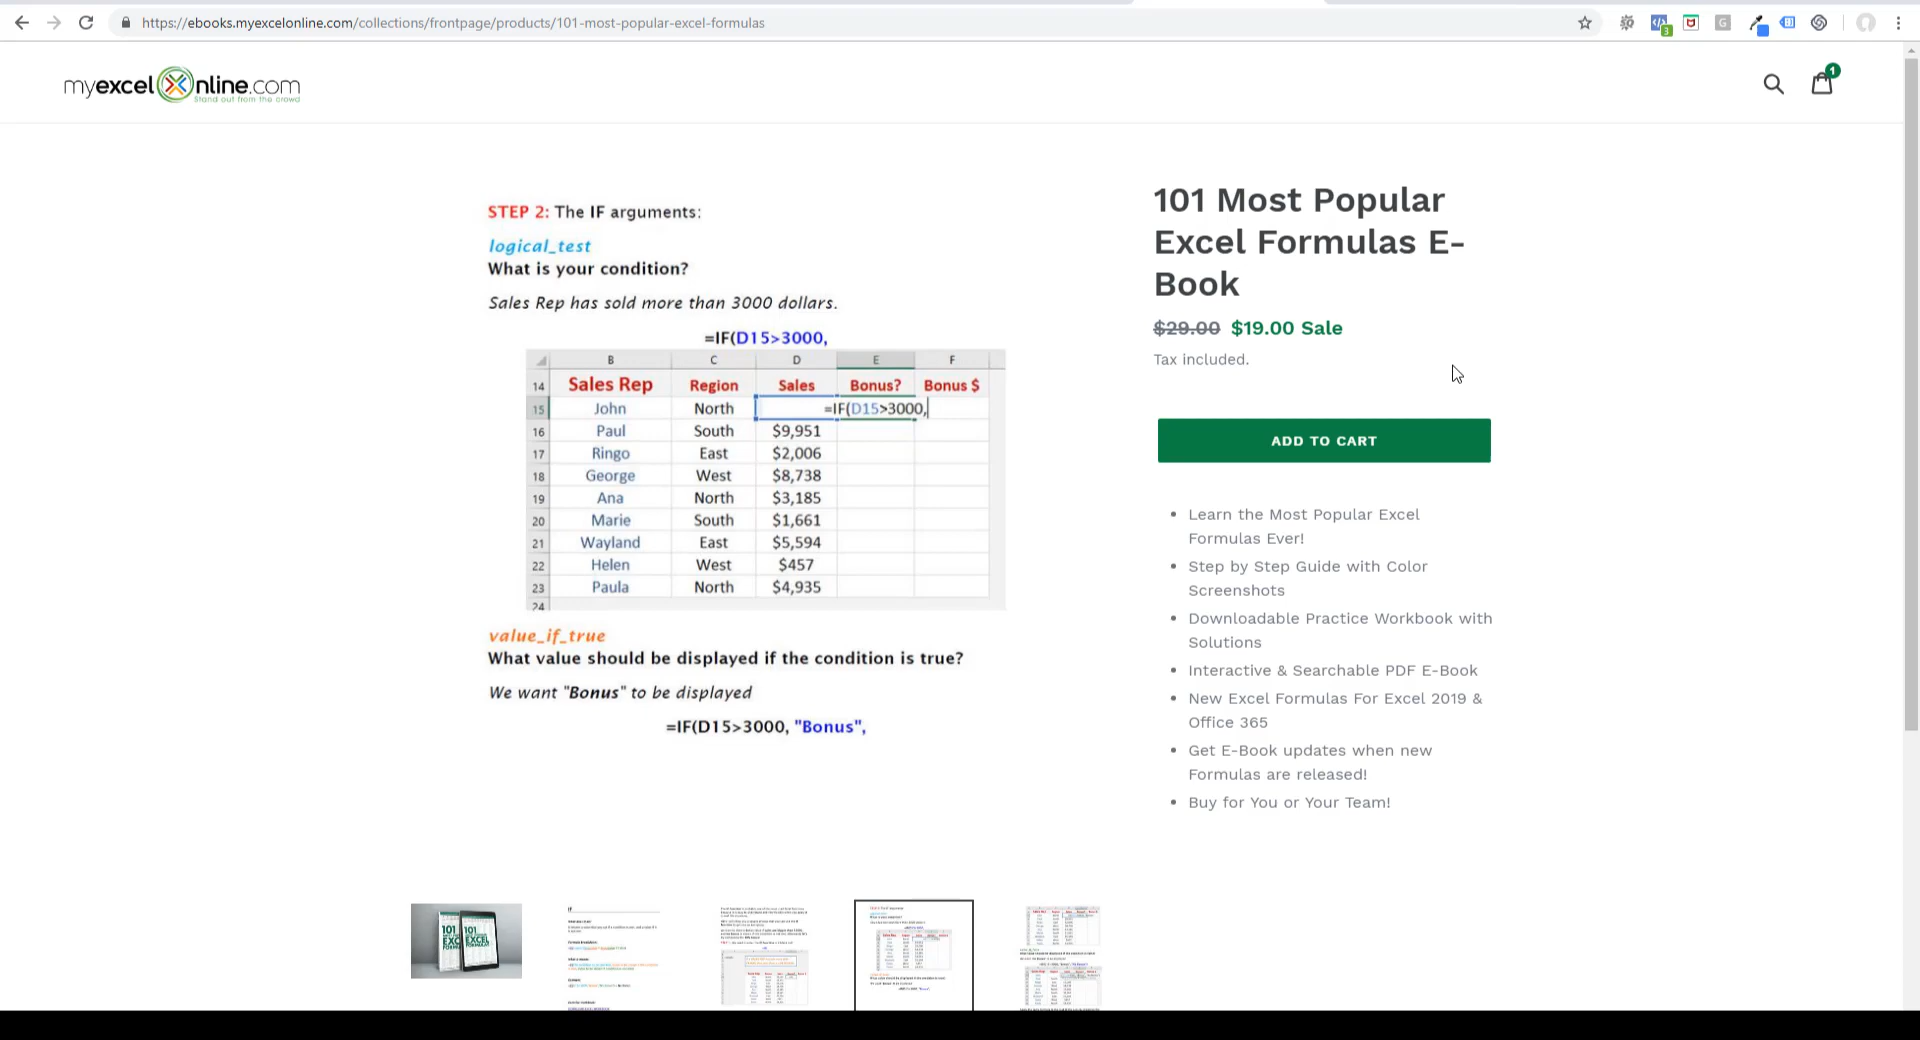 https://ebooks.myexcelonline.com/collections/frontpage/products/101-most-popular-excel-formulas
3
G
myexcelonline.com
Stand out from the crowd
1
STEP 2: The IF arguments:
logical_test
What is your condition?
Sales Rep has sold more than 3000 dollars.
=IF(D15>3000,
B C D E F
14 Sales Rep Region Sales Bonus? Bonus $
15 John North =IF(D15>3000,
16 Paul South $9,951
17 Ringo East $2,006
18 George West $8,738
19 Ana North $3,185
20 Marie South $1,661
21 Wayland East $5,594
22 Helen West $457
23 Paula North $4,935
24
value_if_true
What value should be displayed if the condition is true?
We want "Bonus" to be displayed
=IF(D15>3000, "Bonus",
101 Most Popular
Excel Formulas E-
Book
$29.00 $19.00 Sale
Tax included.
ADD TO CART
• Learn the Most Popular Excel
Formulas Ever!
• Step by Step Guide with Color
Screenshots
• Downloadable Practice Workbook with
Solutions
• Interactive & Searchable PDF E-Book
• New Excel Formulas For Excel 2019 &
Office 365
• Get E-Book updates when new
Formulas are released!
• Buy for You or Your Team!